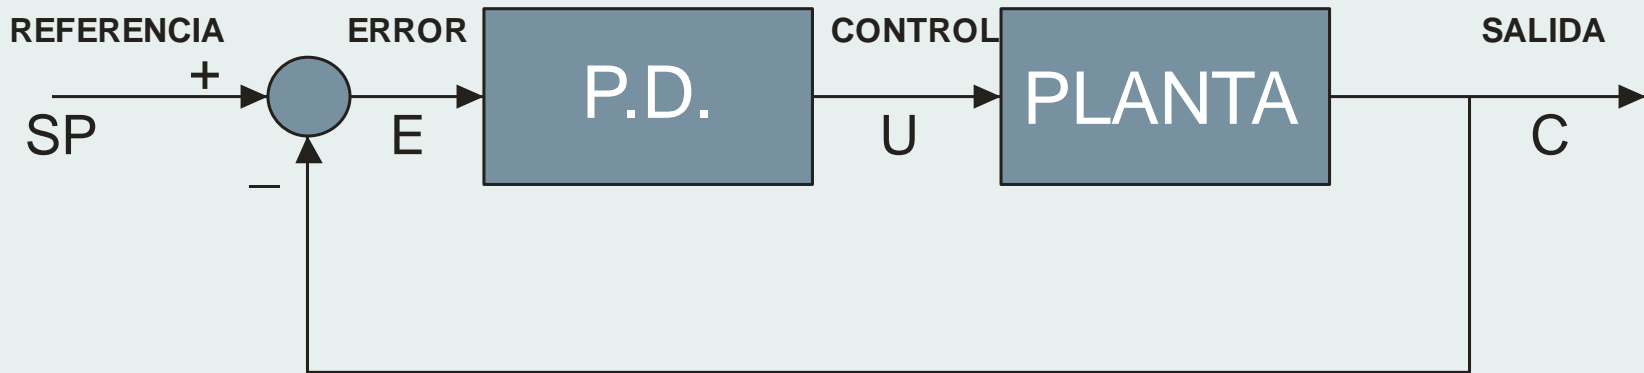 REFERENCIA ERROR CONTROL SALIDA
+ P.D. PLANTA
SP E U C
–